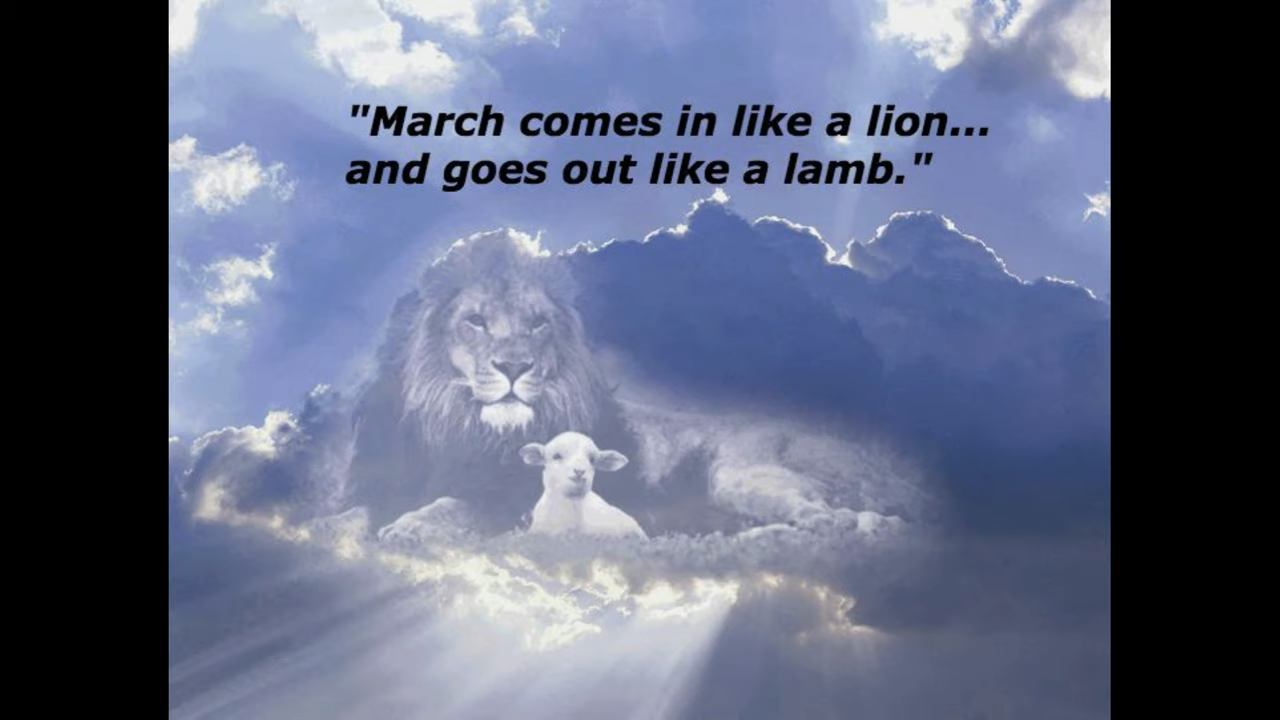 "March comes in like a lion...
and goes out like a lamb."